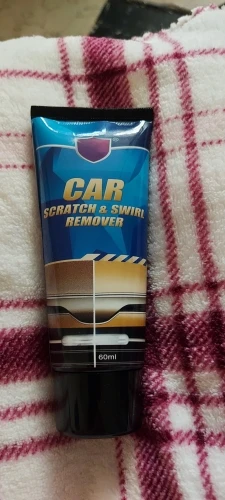 CAR
SCRATCH & SWIRL
REMOVER
60ml